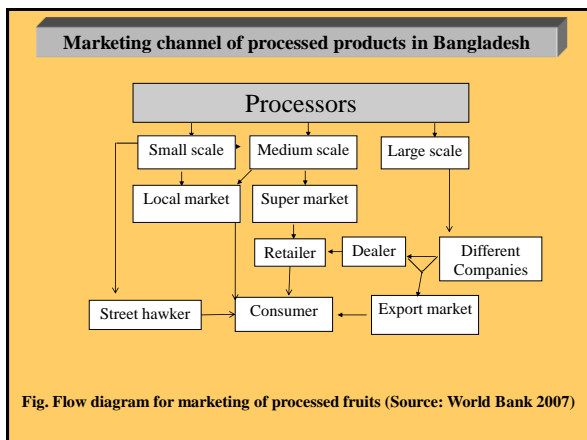 Marketing channel of processed products in Bangladesh
Processors
Small scale
Medium scale
Large scale
Local market
Super market
Retailer
Dealer
Different
Companies
Street hawker
Consumer
Export market
Fig. Flow diagram for marketing of processed fruits (Source: World Bank 2007)